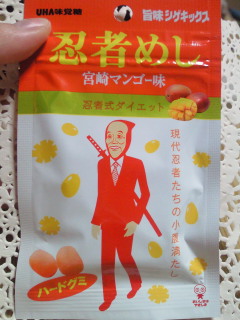 UHA味覚糖
旨味シゲキックス
忍者めし
宮崎マンゴー味
忍者式ダイエット
現代忍者たちの小腹満たし
ハードグミ